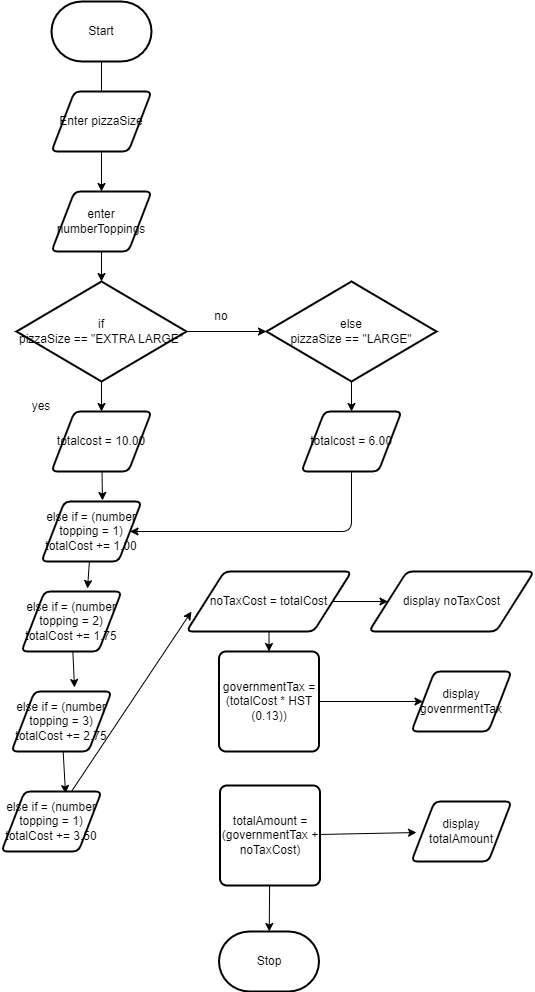 Start
Enter pizzaSize
enter
numberToppings
if
pizzaSize == "EXTRA LARGE"
no
else
pizzaSize == "LARGE"
yes
totalcost = 10.00
totalcost = 6.00
else if = (number
topping = 1)
totalCost += 1.00
else if = (number
topping = 2)
totalCost += 1.75
noTaxCost = totalCost
display noTaxCost
else if = (number
topping = 3)
totalCost += 2.75
governmentTax =
(totalCost * HST
(0.13))
display
govenrmentTax
else if = (number
topping = 1)
totalCost += 3.50
totalAmount =
(governmentTax +
noTaxCost)
display
totalAmount
Stop